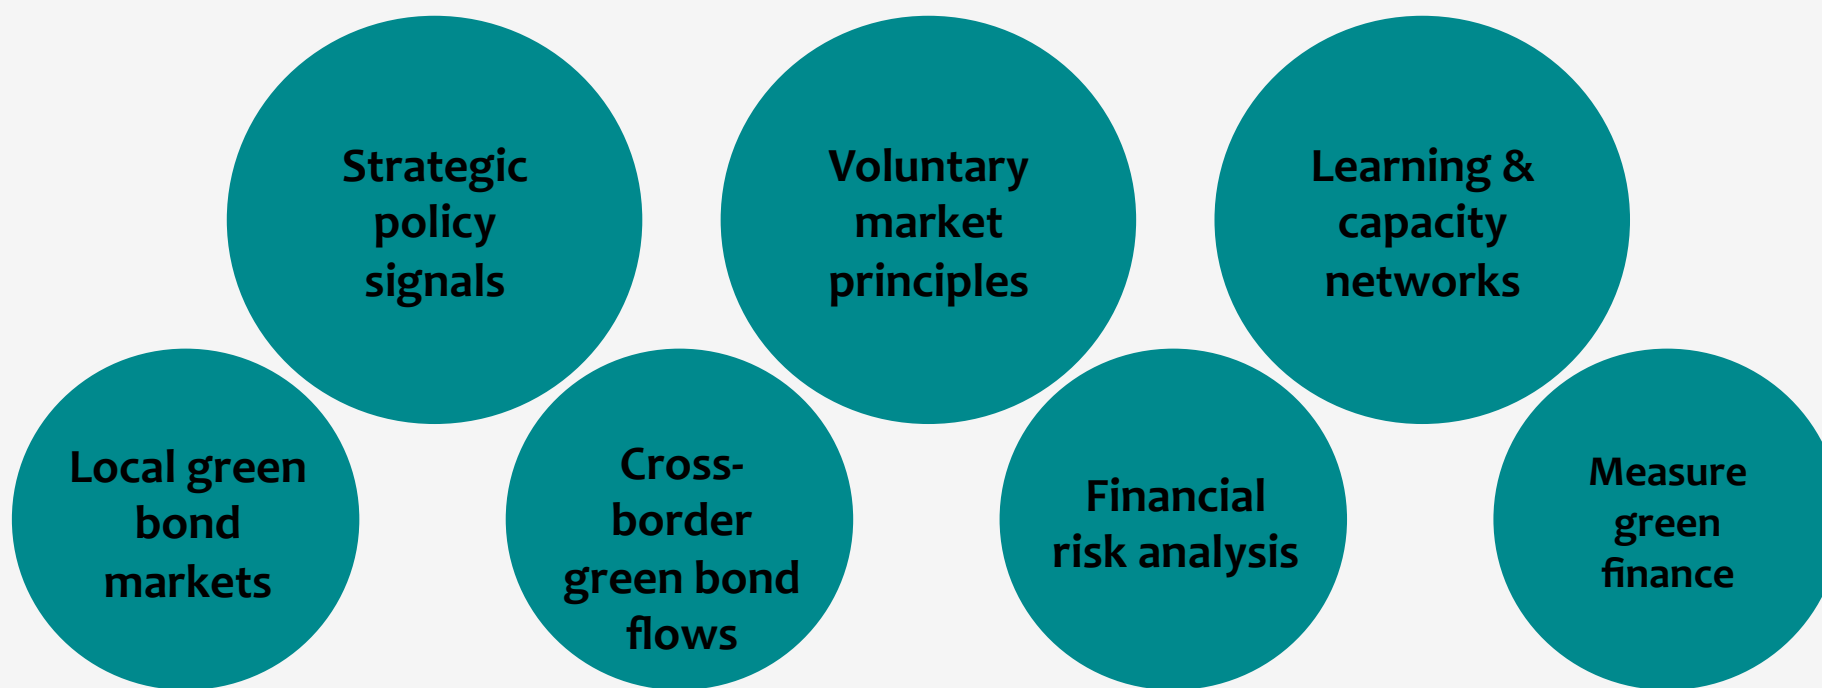 Strategic
policy
signals
Voluntary
market
principles
Learning &
capacity
networks
Local green
bond
markets
Cross-
border
green bond
flows
Financial
risk analysis
Measure
green
finance